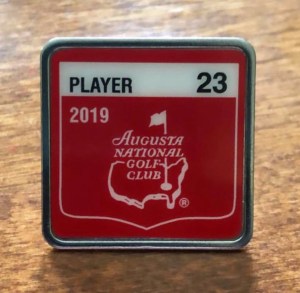 PLAYER 23
2019
AUGUSTA
NATIONAL
GOLF
CLUB
®